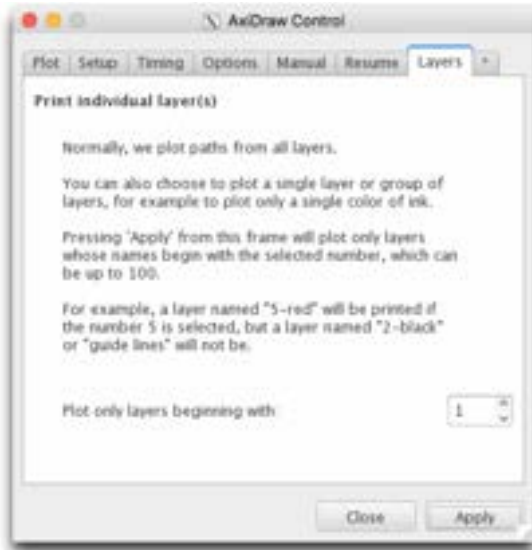 AxiDraw Control
Plot Setup Timing Options Manual Resume Layers
Print individual layer(s)
Normally, we plot paths from all layers.
You can also choose to plot a single layer or group of
layers, for example to plot only a single color of ink.
Pressing 'Apply' from this frame will plot only layers
whose names begin with the selected number, which can
be up to 100.
For example, a layer named "5-red" will be printed if
the number 5 is selected, but a layer named "2-black"
or "guide lines" will not be.
Plot only layers beginning with
1
Close Apply